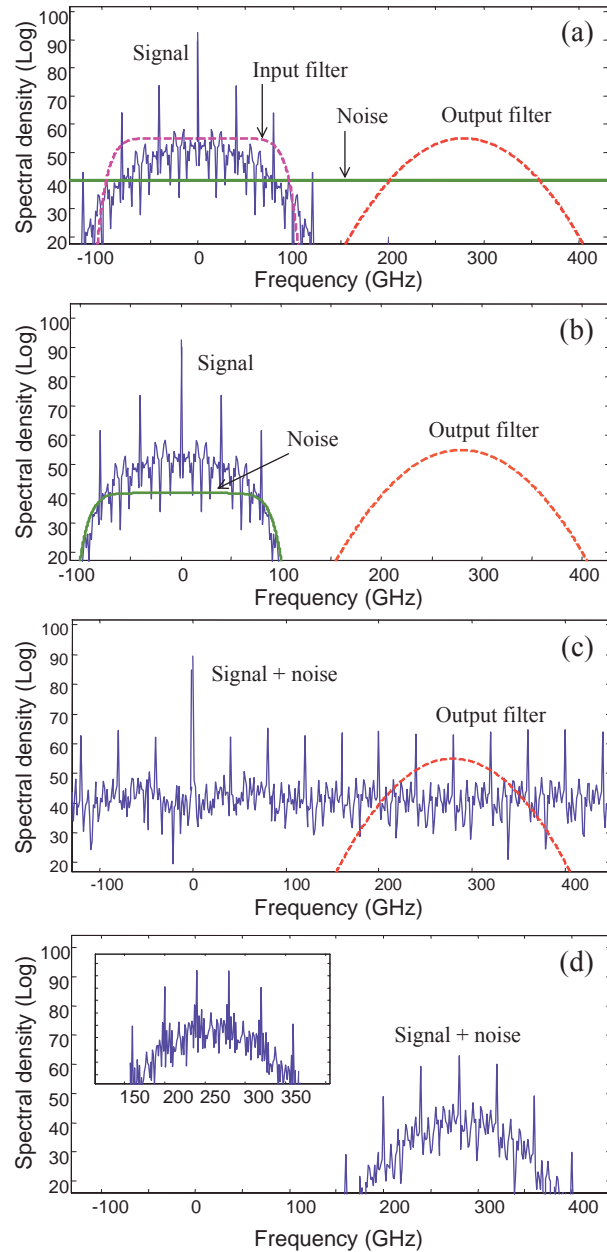 (a)
100
90
80
70
60
50
40
30
20
Spectral density (Log)
Signal
Input filter
Noise
Output filter
-100 0 100 200 300 400
Frequency (GHz)
(b)
100
90
80
70
60
50
40
30
20
Spectral density (Log)
Signal
Noise
Output filter
-100 0 100 200 300 400
Frequency (GHz)
(c)
100
90
80
70
60
50
40
30
20
Spectral density (Log)
Signal + noise
Output filter
-100 0 100 200 300 400
Frequency (GHz)
(d)
100
90
80
70
60
50
40
30
20
Spectral density (Log)
150 200 250 300 350
Signal + noise
-100 0 100 200 300 400
Frequency (GHz)